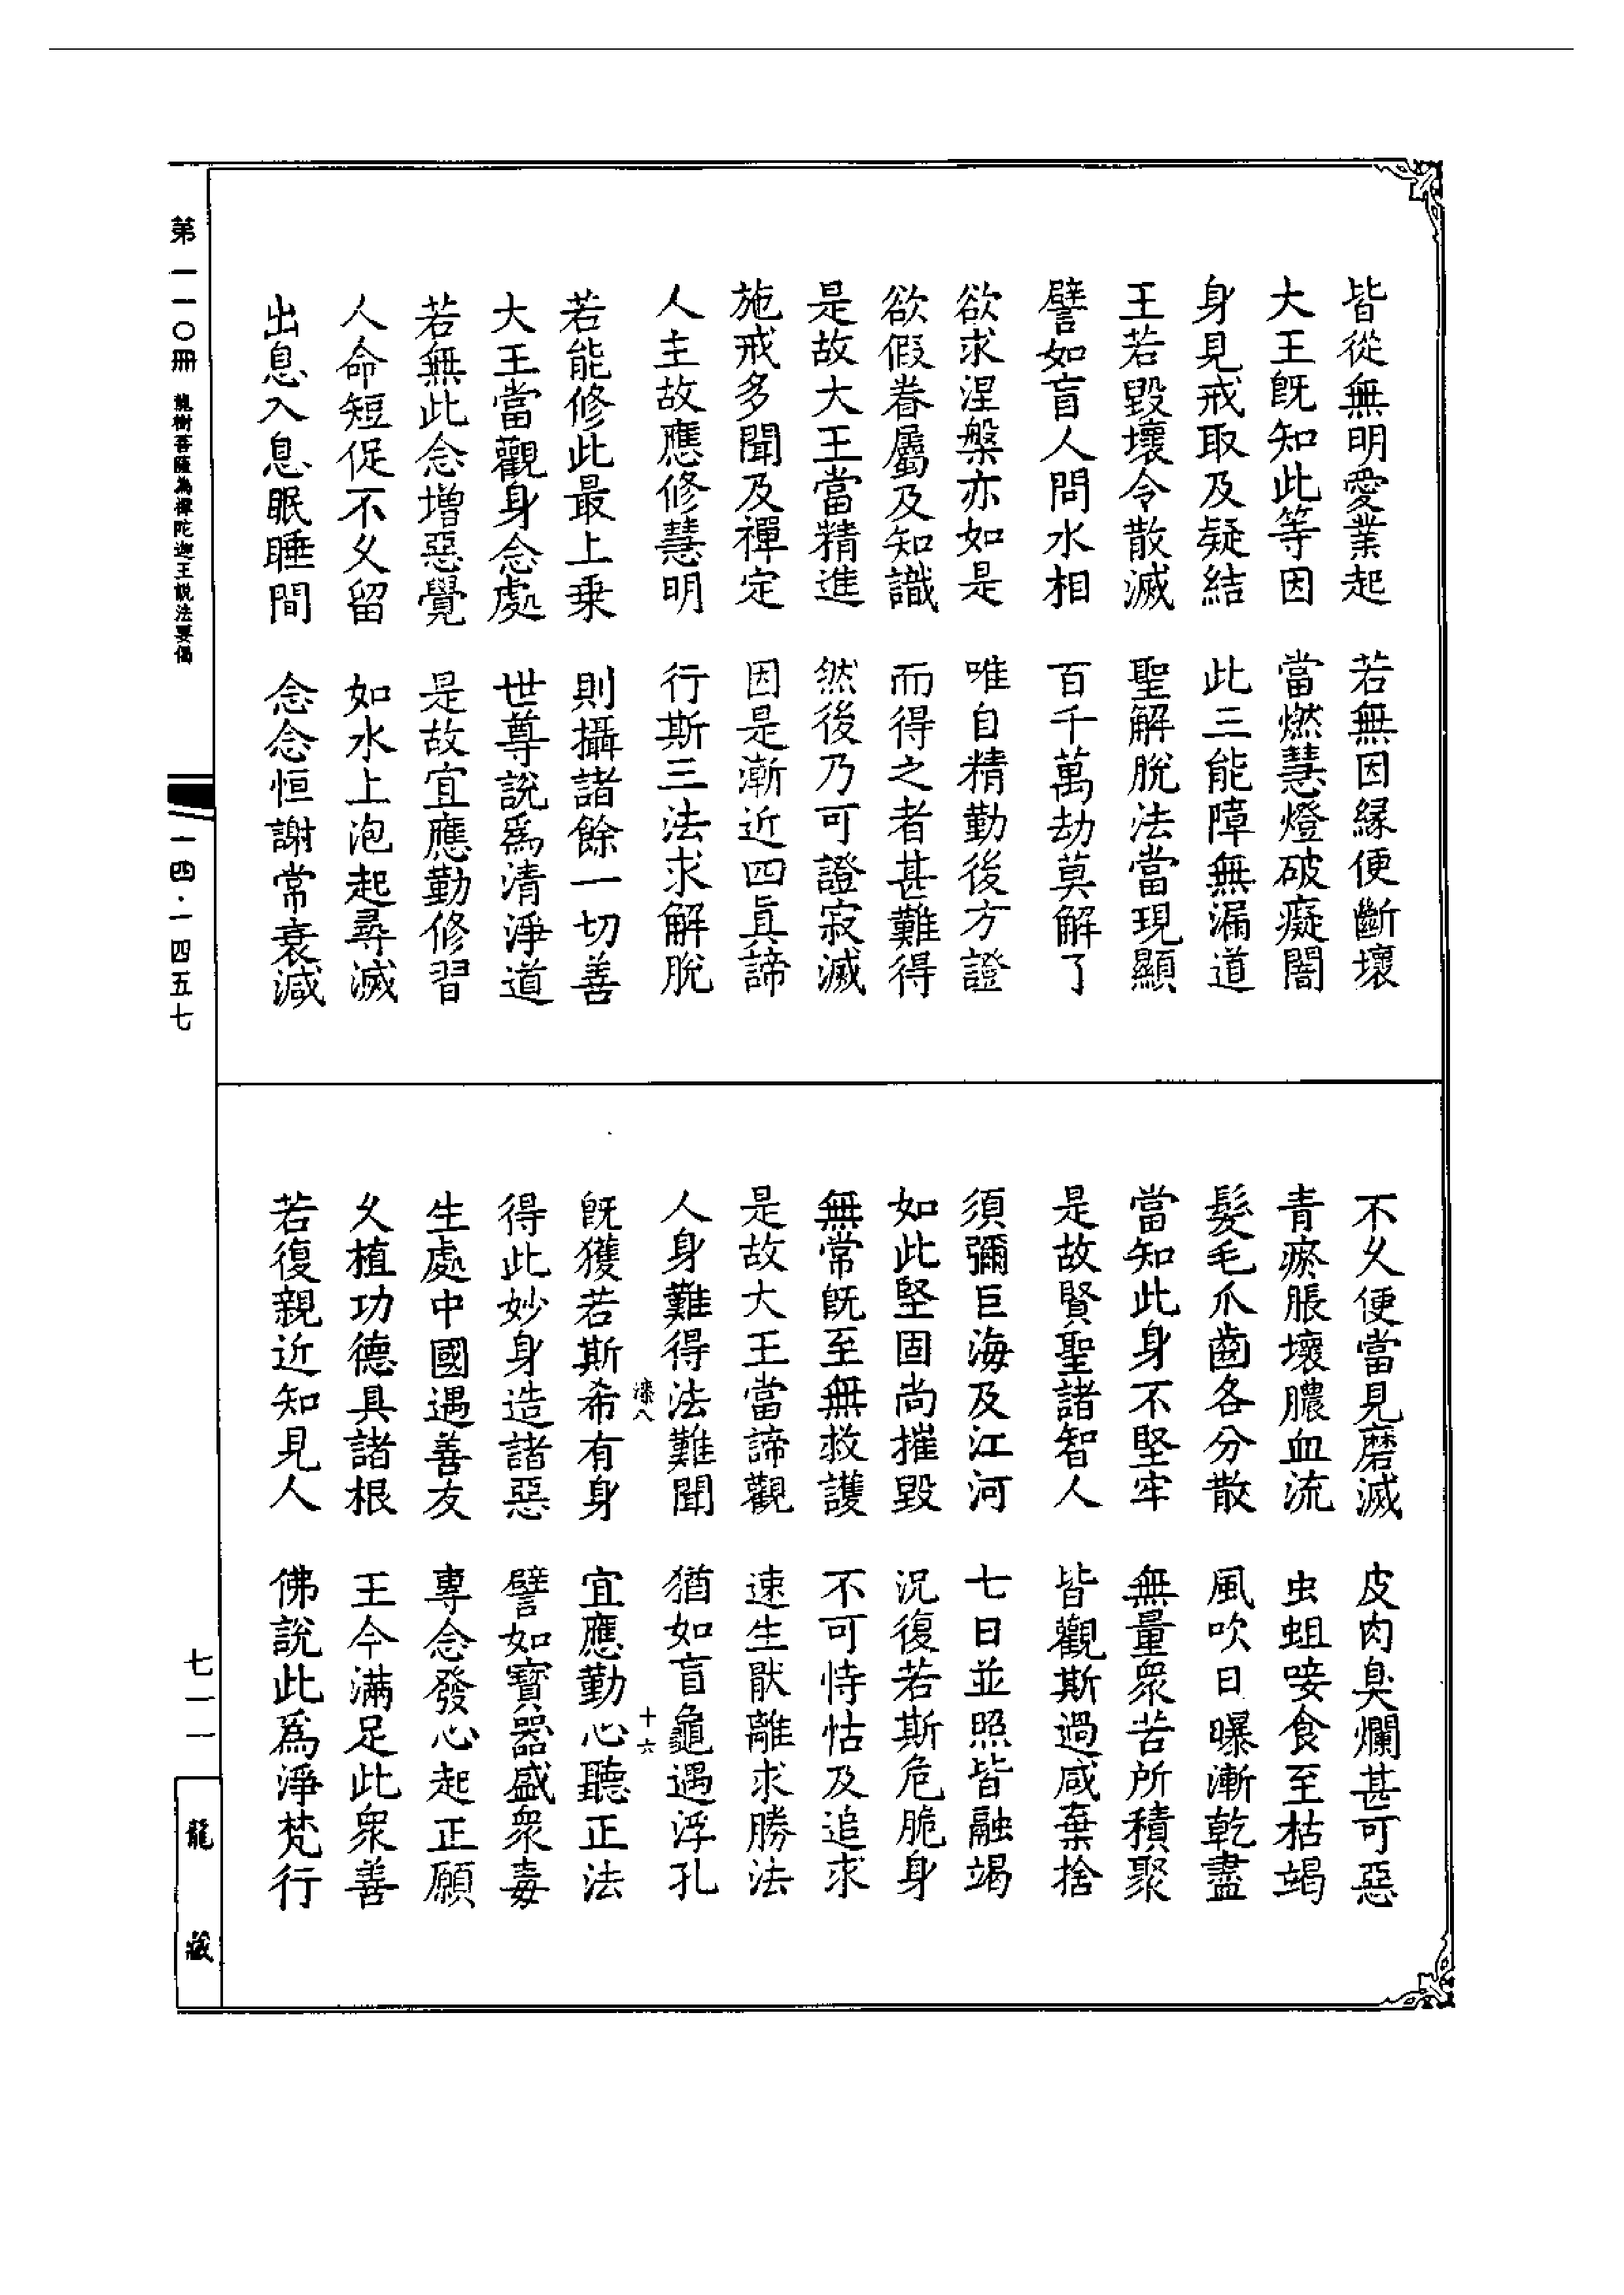 皆從無明愛業起　若無因緣便斷壞
大王旣知此等因　當燃慧燈破癡闇
身見戒取及疑結　此三能障無漏道
王若毀壞令散滅　聖解脫法當現顯
譬如盲人問水相　百千萬劫莫解了
欲求涅槃亦如是　唯自精勤後方證
欲假眷屬及知識　而得之者甚難得
是故大王當精進　然後乃可證寂滅
施戒多聞及禪定　因是漸近四眞諦
人主故應修慧明　行斯三法求解脫
若能修此最上乘　則攝諸餘一切善
大王當觀身念處　世尊說爲清淨道
若無此念增惡覺　是故宜應勤修習
人命短促不久留　如水上泡起尋滅
出息入息眠睡間　念念恒謝常衰減
不久便當見磨滅　皮肉臭爛甚可惡
青瘀脹壞膿血流　虫蛆唼食至枯竭
髮毛爪齒各分散　風吹日曝漸乾盡
當知此身不堅牢　無量衆苦所積聚
是故賢聖諸智人　皆觀斯過咸棄捨
須彌巨海及江河　七日並照皆融竭
如此堅固尚摧毀　況復若斯危脆身
無常旣至無救護　不可恃怙及追求
是故大王當諦觀　速生猒離求勝法
人身難得法難聞　猶如盲龜遇浮孔
漆八　十六
旣獲若斯希有身　宜應勤心聽正法
得此妙身造諸惡　譬如寶器盛衆毒
生處中國遇善友　專念發心起正願
久植功德具諸根　王今滿足此衆善
若復親近知見人　佛說此爲淨梵行
第一一〇冊　龍樹菩薩為禪陀迦王說法要偈
一四·一四五七
七一一
龍藏